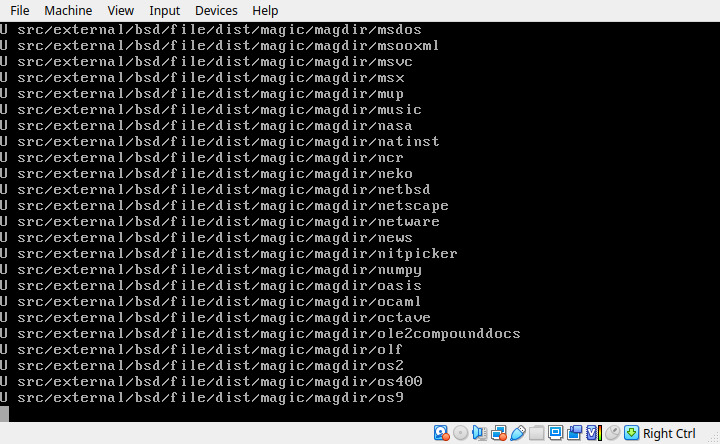 File Machine View Input Devices Help
U src/external/bsd/file/dist/magic/magdir/msdos
U src/external/bsd/file/dist/magic/magdir/msooxml
U src/external/bsd/file/dist/magic/magdir/msvc
U src/external/bsd/file/dist/magic/magdir/msx
U src/external/bsd/file/dist/magic/magdir/mup
U src/external/bsd/file/dist/magic/magdir/music
U src/external/bsd/file/dist/magic/magdir/nasa
U src/external/bsd/file/dist/magic/magdir/natinst
U src/external/bsd/file/dist/magic/magdir/ncr
U src/external/bsd/file/dist/magic/magdir/neko
U src/external/bsd/file/dist/magic/magdir/netbsd
U src/external/bsd/file/dist/magic/magdir/netscape
U src/external/bsd/file/dist/magic/magdir/netware
U src/external/bsd/file/dist/magic/magdir/news
U src/external/bsd/file/dist/magic/magdir/nitpicker
U src/external/bsd/file/dist/magic/magdir/numpy
U src/external/bsd/file/dist/magic/magdir/oasis
U src/external/bsd/file/dist/magic/magdir/ocaml
U src/external/bsd/file/dist/magic/magdir/octave
U src/external/bsd/file/dist/magic/magdir/ole2compounddocs
U src/external/bsd/file/dist/magic/magdir/olf
U src/external/bsd/file/dist/magic/magdir/os2
U src/external/bsd/file/dist/magic/magdir/os400
U src/external/bsd/file/dist/magic/magdir/os9
Right Ctrl